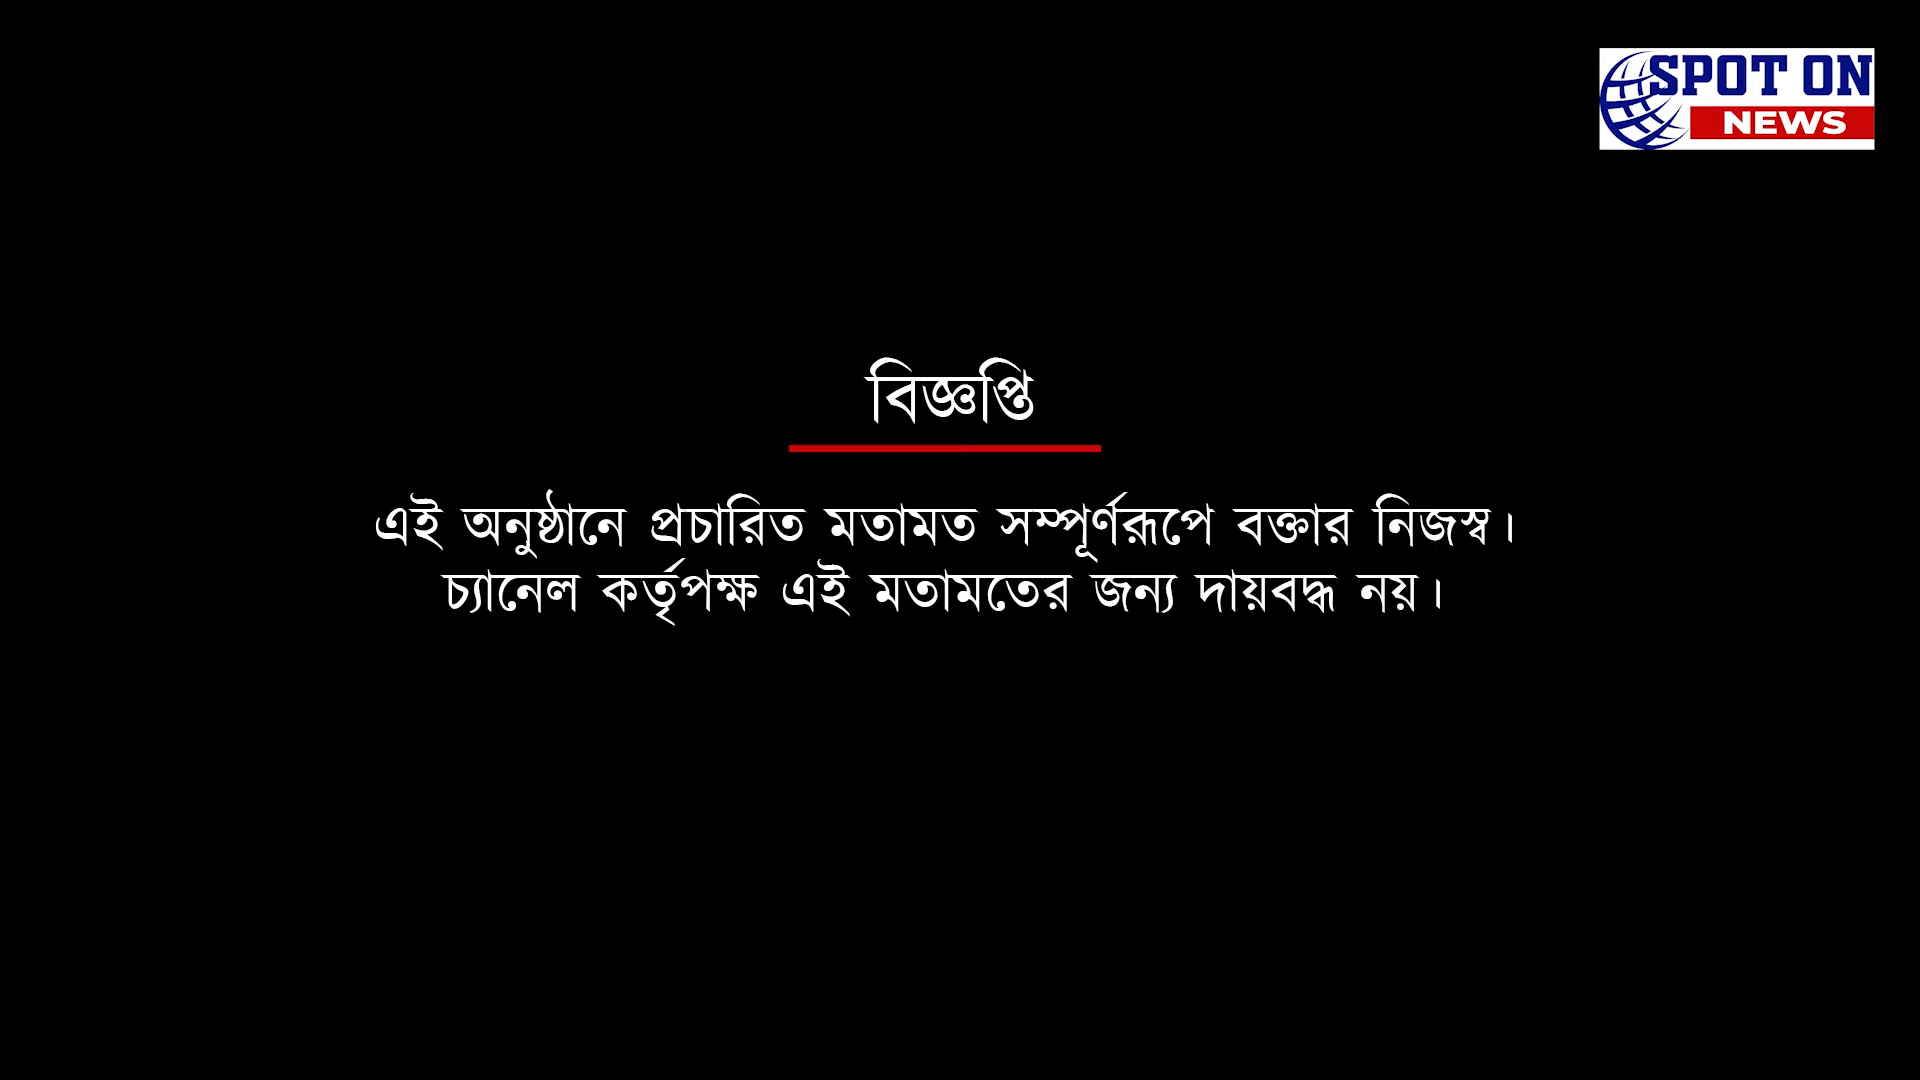 SPOT ON
NEWS
বিজ্ঞপ্তি
এই অনুষ্ঠানে প্রচারিত মতামত সম্পূর্ণরূপে বক্তার নিজস্ব।
চ্যানেল কর্তৃপক্ষ এই মতামতের জন্য দায়বদ্ধ নয়।